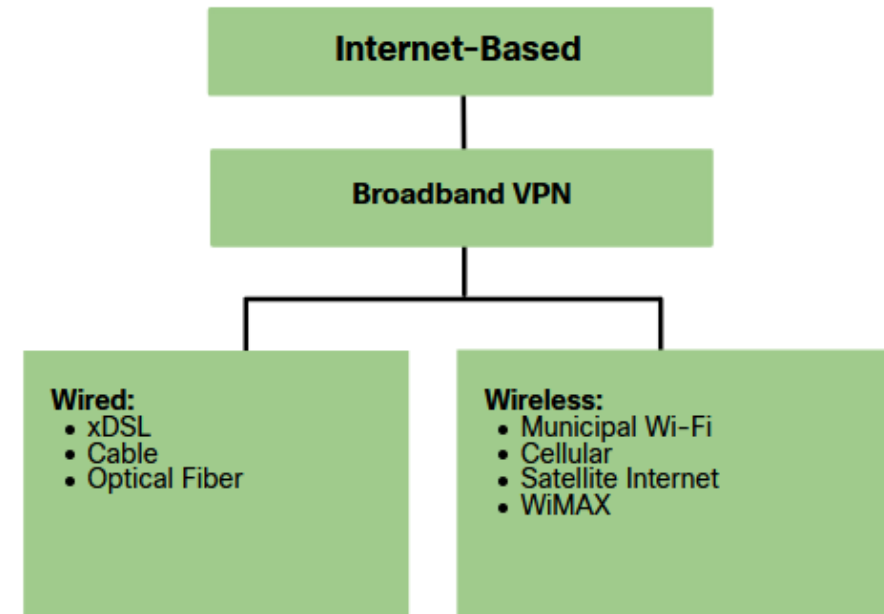 Internet-Based
Broadband VPN
Wired:
• xDSL
• Cable
• Optical Fiber
Wireless:
• Municipal Wi-Fi
• Cellular
• Satellite Internet
• WiMAX